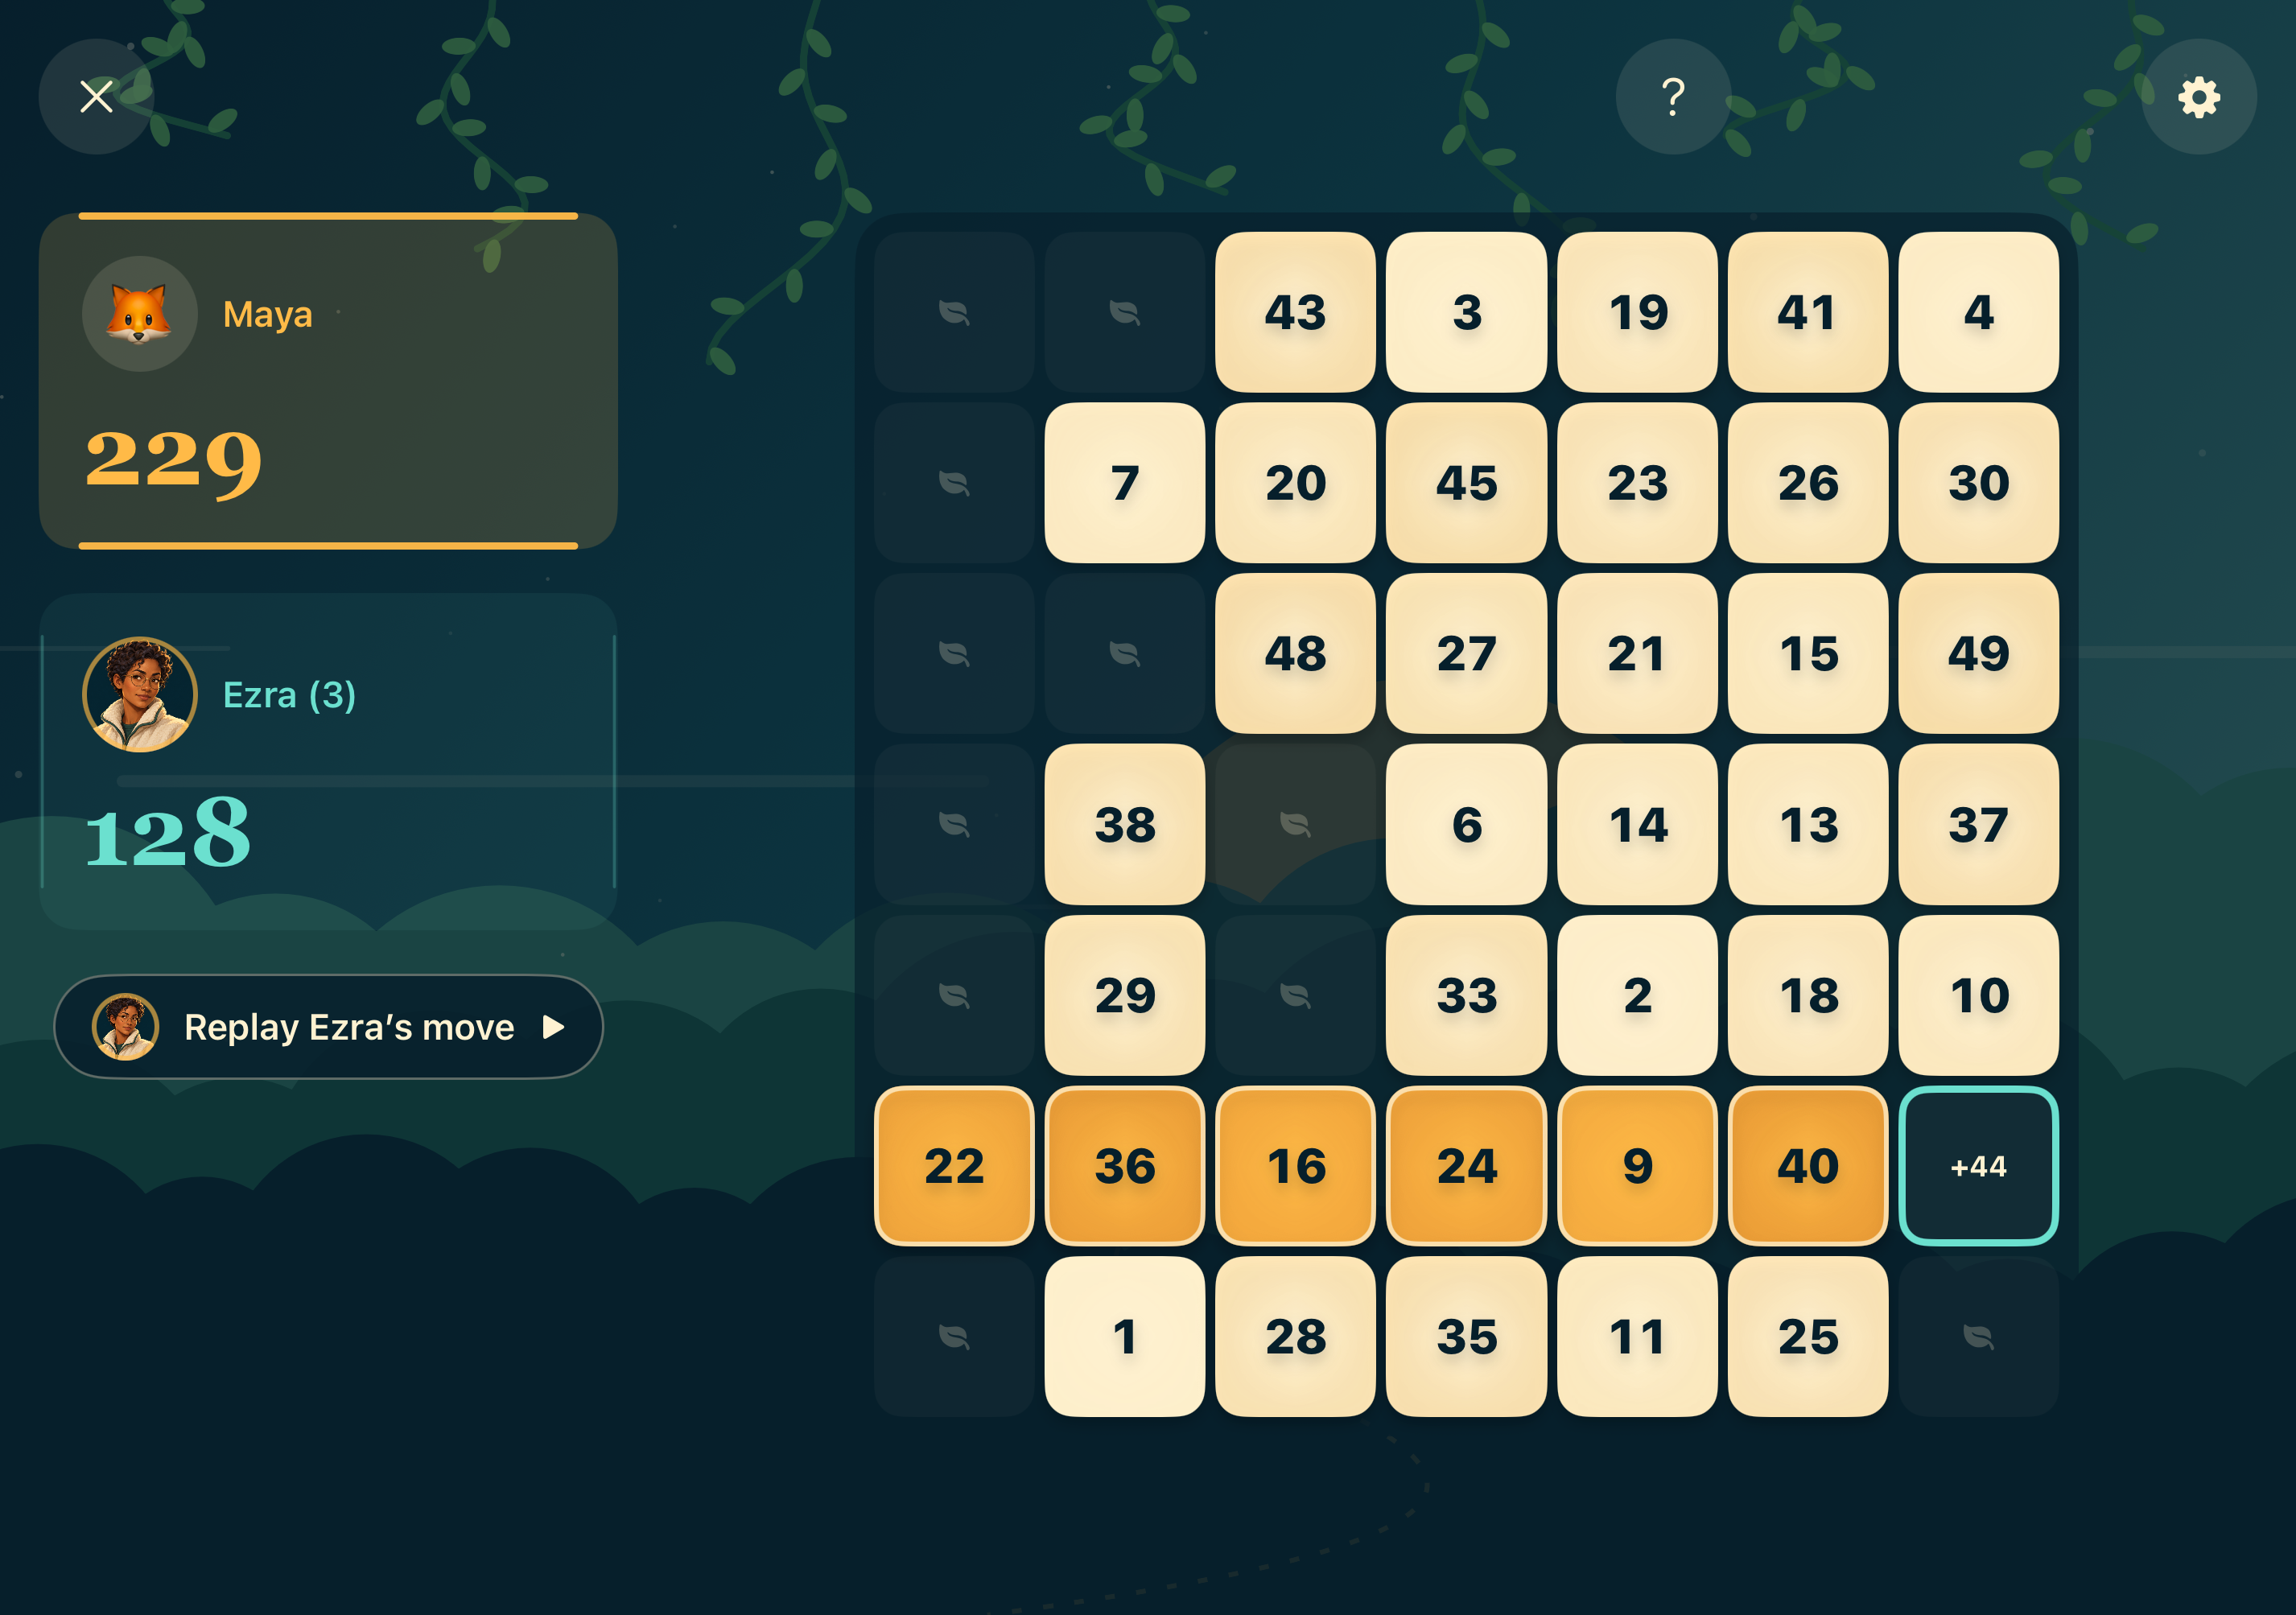 ?
Maya
229
Ezra (3)
128
Replay Ezra’s move
43 3 19 41 4
7 20 45 23 26 30
48 27 21 15 49
38 6 14 13 37
29 33 2 18 10
22 36 16 24 9 40 +44
1 28 35 11 25